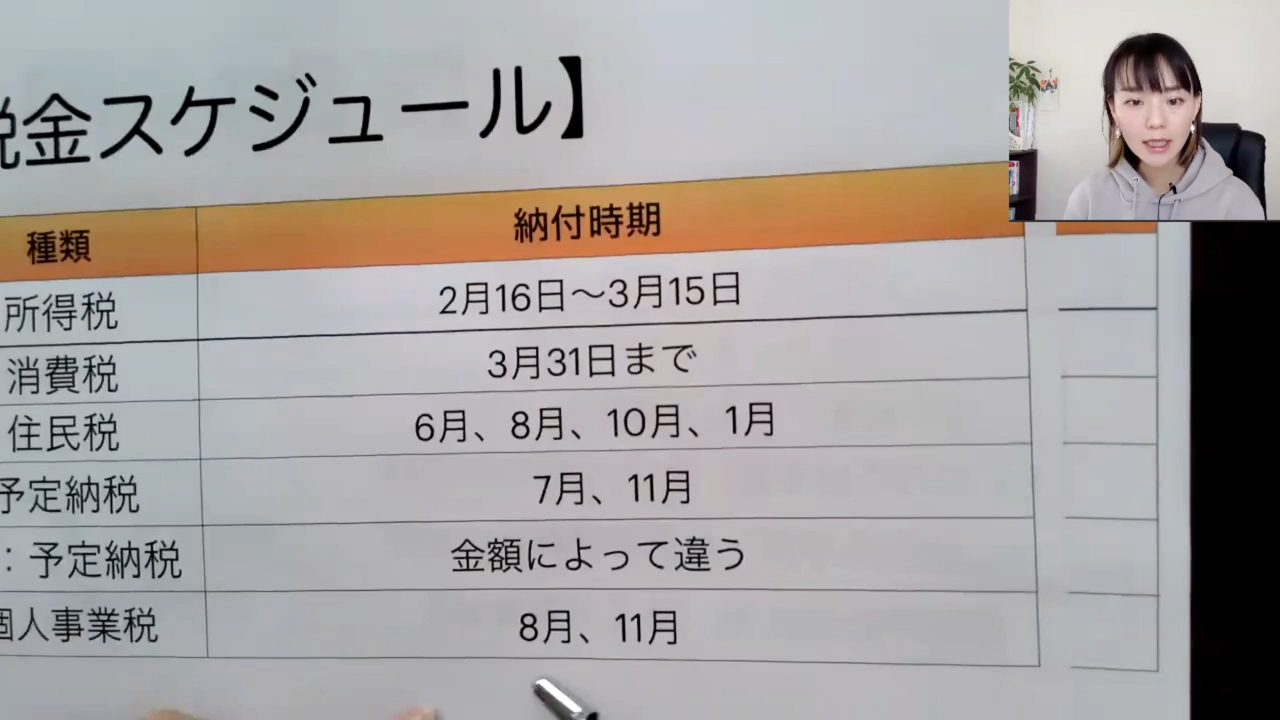 税金スケジュール】
種類 納付時期
所得税 2月16日〜3月15日
消費税 3月31日まで
住民税 6月、8月、10月、1月
予定納税 7月、11月
：予定納税 金額によって違う
個人事業税 8月、11月